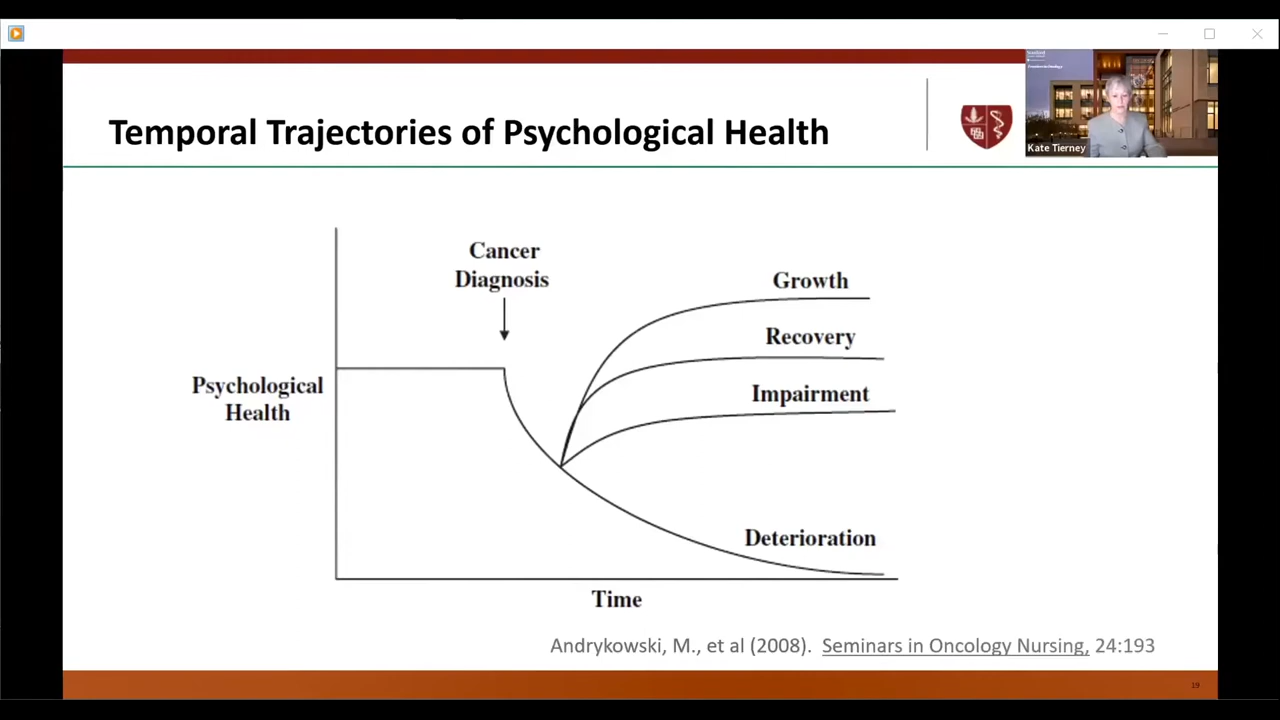 Temporal Trajectories of Psychological Health
Kate Tierney
Cancer
Diagnosis
Growth
Recovery
Impairment
Psychological
Health
Deterioration
Time
Andrykowski, M., et al (2008). Seminars in Oncology Nursing, 24:193
19